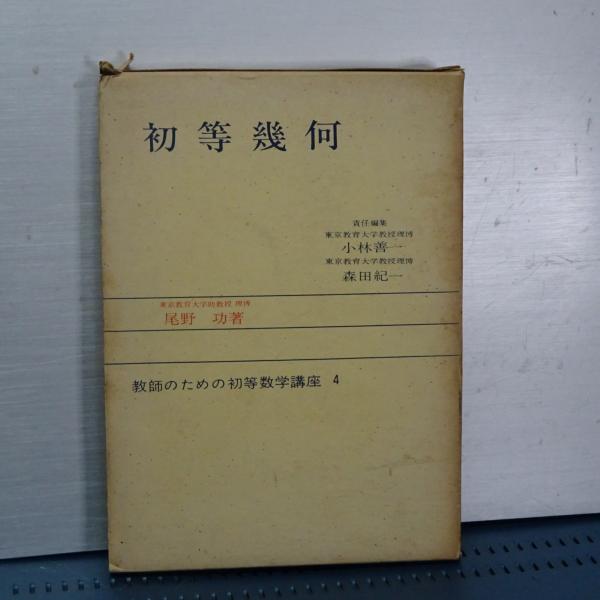 初等幾何
責任編集
東京教育大学教授理博
小林善一
東京教育大学教授理博
森田紀一
東京教育大学助教授 理博
尾野 功著
教師のための初等数学講座 4